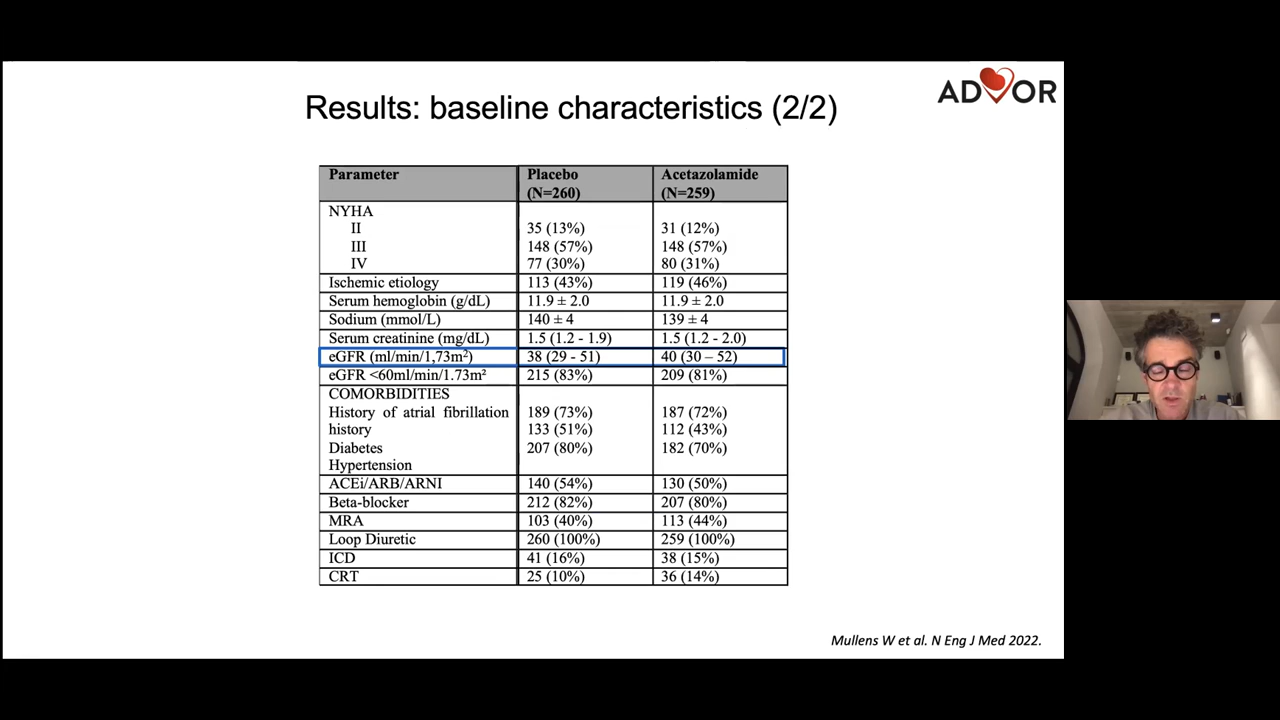 ADVOR
Results: baseline characteristics (2/2)
Parameter Placebo (N=260) Acetazolamide (N=259)
NYHA
II 35 (13%) 31 (12%)
III 148 (57%) 148 (57%)
IV 77 (30%) 80 (31%)
Ischemic etiology 113 (43%) 119 (46%)
Serum hemoglobin (g/dL) 11.9 ± 2.0 11.9 ± 2.0
Sodium (mmol/L) 140 ± 4 139 ± 4
Serum creatinine (mg/dL) 1.5 (1.2 - 1.9) 1.5 (1.2 - 2.0)
eGFR (ml/min/1,73m²) 38 (29 - 51) 40 (30 – 52)
eGFR <60ml/min/1.73m² 215 (83%) 209 (81%)
COMORBIDITIES
History of atrial fibrillation 189 (73%) 187 (72%)
history 133 (51%) 112 (43%)
Diabetes 207 (80%) 182 (70%)
Hypertension
ACEi/ARB/ARNI 140 (54%) 130 (50%)
Beta-blocker 212 (82%) 207 (80%)
MRA 103 (40%) 113 (44%)
Loop Diuretic 260 (100%) 259 (100%)
ICD 41 (16%) 38 (15%)
CRT 25 (10%) 36 (14%)
Mullens W et al. N Eng J Med 2022.